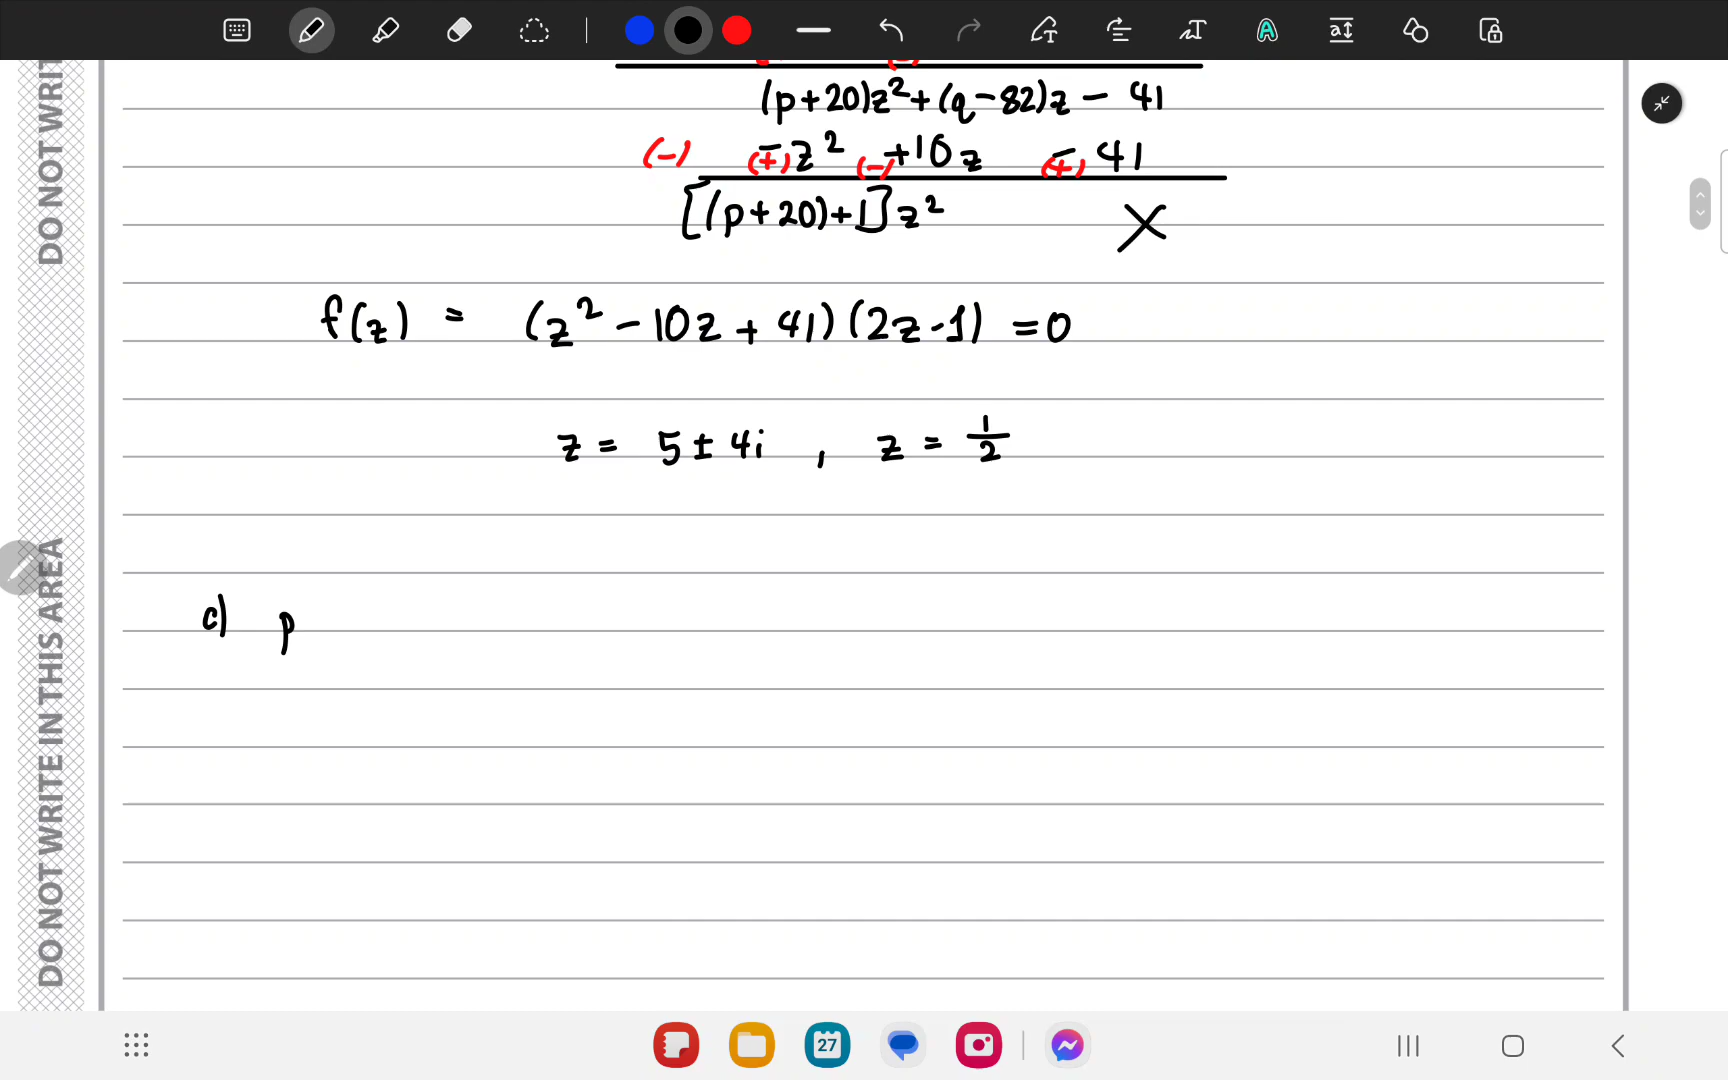 (p+20)z²+(q-82)z - 41
(-) -z² +10z - 41
(+) (-) (+)
[(p+20)+1]z²
f(z) = (z² - 10z + 41)(2z-1) = 0
z = 5 ± 4i , z = 1/2
c) p
DO NOT WRIT
DO NOT WRITE IN THIS AREA
A
a
T
27